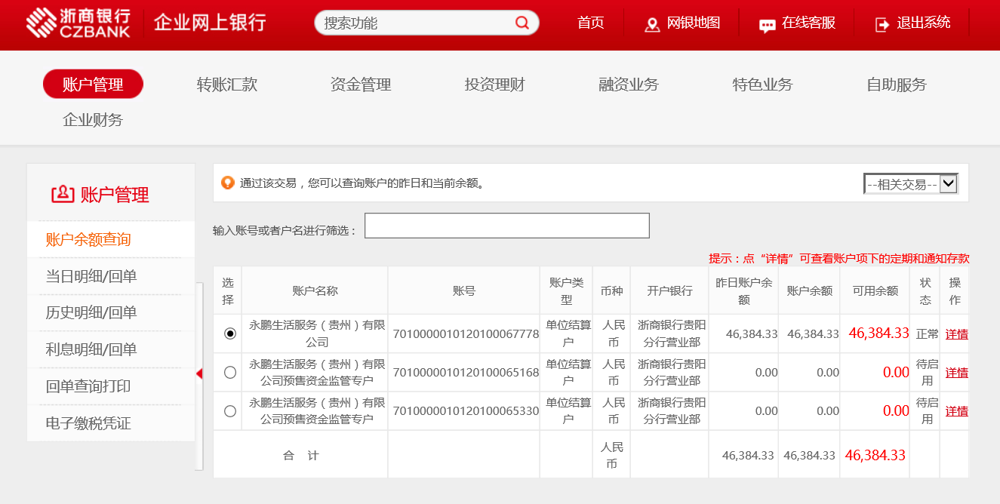 浙商银行
CZBANK
企业网上银行
搜索功能
首页
网银地图
在线客服
退出系统
账户管理
转账汇款
资金管理
投资理财
融资业务
特色业务
自助服务
企业财务
账户管理
账户余额查询
当日明细/回单
历史明细/回单
利息明细/回单
回单查询打印
电子缴税凭证
通过该交易，您可以查询账户的昨日和当前余额。
--相关交易--
输入账号或者户名进行筛选：
提示：点“详情”可查看账户项下的定期和通知存款
选择 账户名称 账号 账户类型 币种 开户银行 昨日账户余额 账户余额 可用余额 状态 操作
永鹏生活服务（贵州）有限公司 7010000010120100067778 单位结算户 人民币 浙商银行贵阳分行营业部 46,384.33 46,384.33 46,384.33 正常 详情
永鹏生活服务（贵州）有限公司预售资金监管专户 7010000010120100065168 单位结算户 人民币 浙商银行贵阳分行营业部 0.00 0.00 0.00 待启用 详情
永鹏生活服务（贵州）有限公司预售资金监管专户 7010000010120100065330 单位结算户 人民币 浙商银行贵阳分行营业部 0.00 0.00 0.00 待启用 详情
合 计 人民币 46,384.33 46,384.33 46,384.33